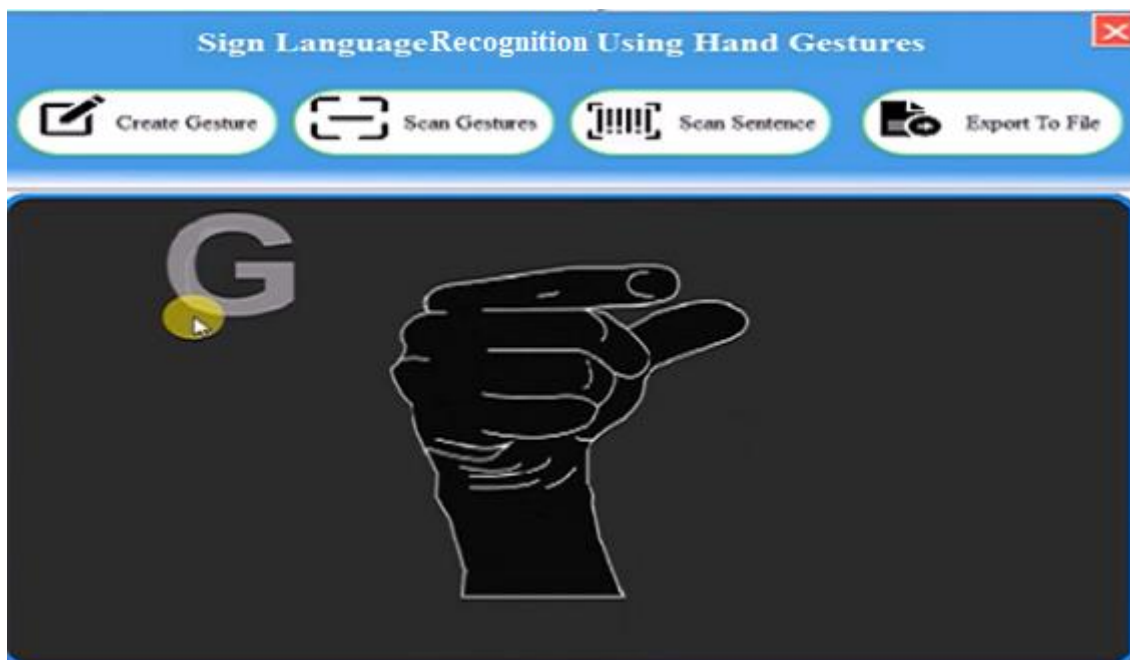 Sign LanguageRecognition Using Hand Gestures
Create Gesture
Scan Gestures
Scan Sentence
Export To File
G